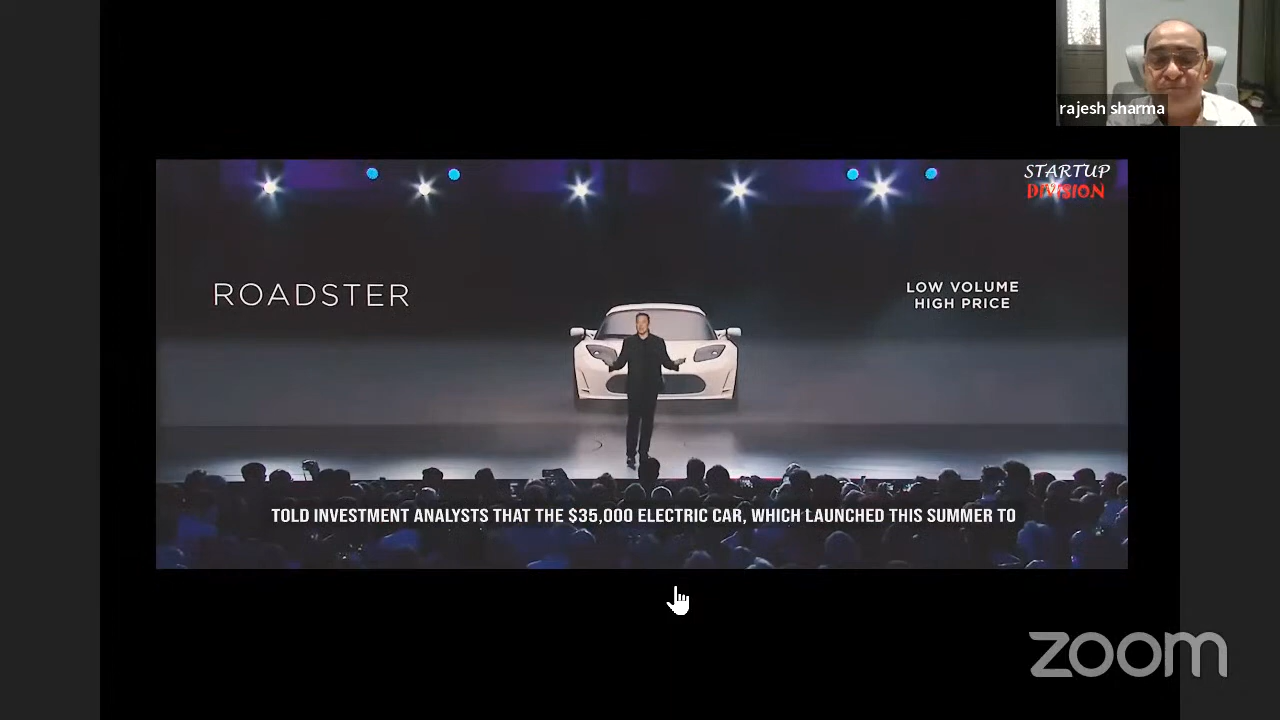 rajesh sharma
STARTUP
DIVISION
ROADSTER
LOW VOLUME
HIGH PRICE
TOLD INVESTMENT ANALYSTS THAT THE $35,000 ELECTRIC CAR, WHICH LAUNCHED THIS SUMMER TO
zoom